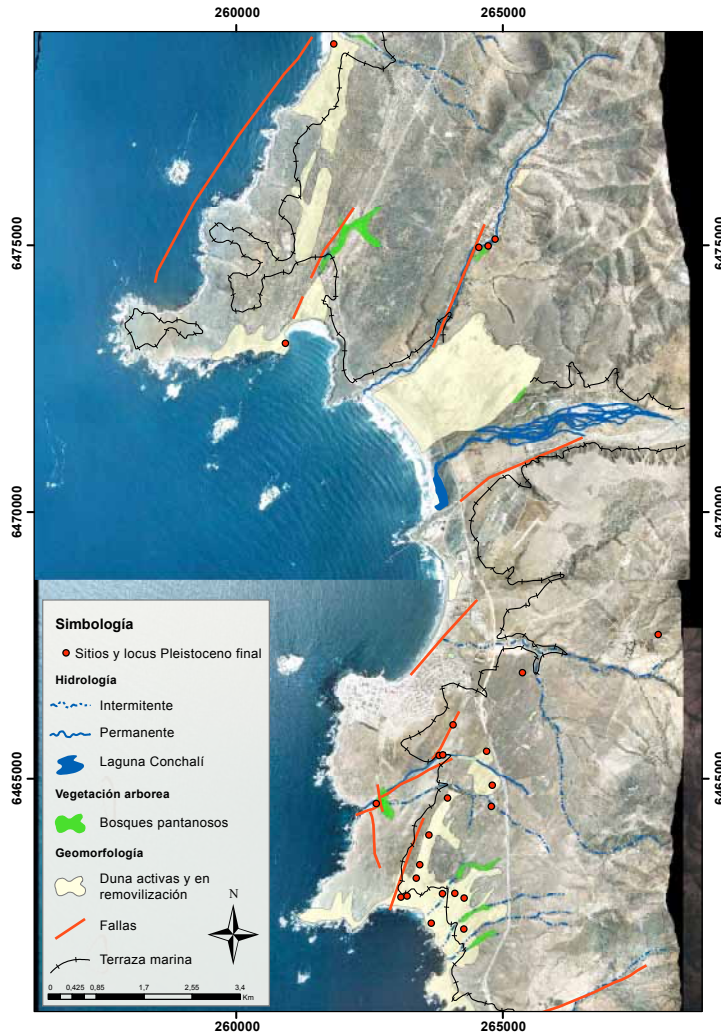 260000
265000
6475000
6475000
6470000
6470000
Simbología
Sitios y locus Pleistoceno final
Hidrología
Intermitente
Permanente
Laguna Conchalí
Vegetación arborea
Bosques pantanosos
Geomorfología
Duna activas y en
removilización
Fallas
Terraza marina
N
0 0,425 0,85 1,7 2,55 3,4
Km
6465000
6465000
260000
265000